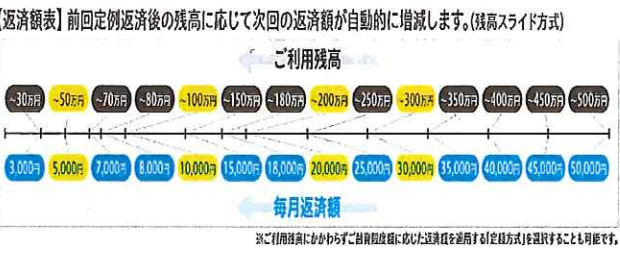 【返済額表】前回定例返済後の残高に応じて次回の返済額が自動的に増減します。(残高スライド方式)
ご利用残高
~30万円 ~50万円 ~70万円 ~80万円 ~100万円 ~150万円 ~180万円 ~200万円 ~250万円 ~300万円 ~350万円 ~400万円 ~450万円 ~500万円
3,000円 5,000円 7,000円 8,000円 10,000円 15,000円 18,000円 20,000円 25,000円 30,000円 35,000円 40,000円 45,000円 50,000円
毎月返済額
※ご利用残高にかかわらずご融資限度額に応じた返済額を適用する「定額方式」を選択することも可能です。